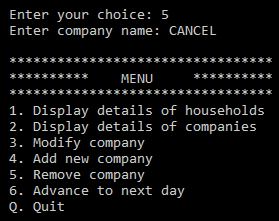 Enter your choice: 5
Enter company name: CANCEL
*********************************
********** MENU **********
*********************************
1. Display details of households
2. Display details of companies
3. Modify company
4. Add new company
5. Remove company
6. Advance to next day
Q. Quit